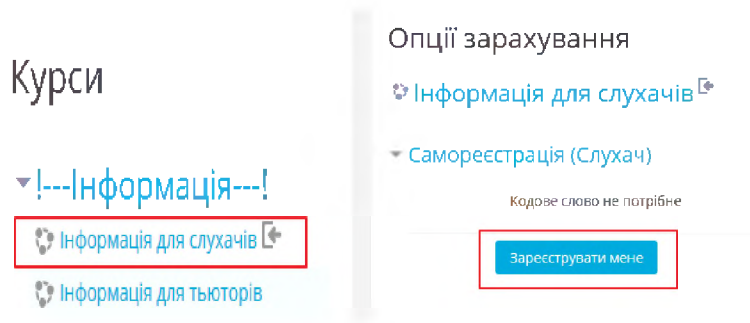 Курси
!---Інформація---!
Інформація для слухачів
Інформація для тьюторів
Опції зарахування
Інформація для слухачів
Самореєстрація (Слухач)
Кодове слово не потрібне
Зареєструвати мене